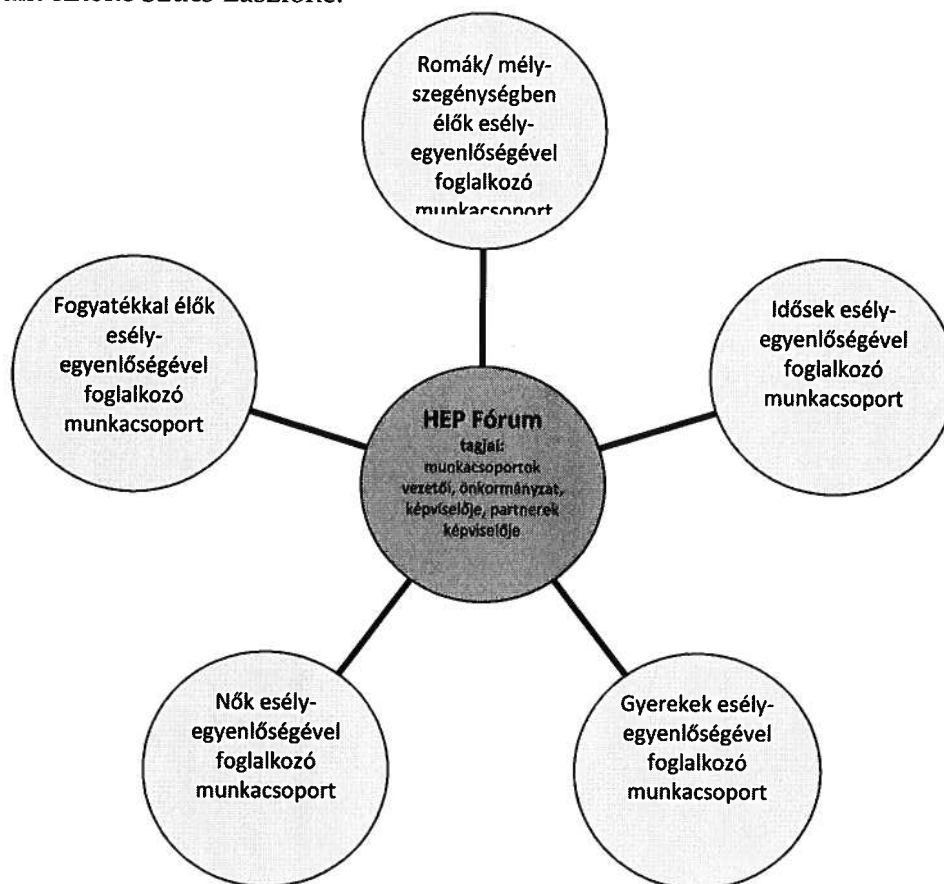 Romák/ mély-
szegénységben
élők esély-
egyenlőségével
foglalkozó
munkacsoport
Fogyatékkal élők
esély-
egyenlőségével
foglalkozó
munkacsoport
Idősek esély-
egyenlőségével
foglalkozó
munkacsoport
HEP Fórum
tagjai:
munkacsoportok
vezetői, önkormányzat,
képviselője, partnerek
képviselője
Nők esély-
egyenlőségével
foglalkozó
munkacsoport
Gyerekek esély-
egyenlőségével
foglalkozó
munkacsoport